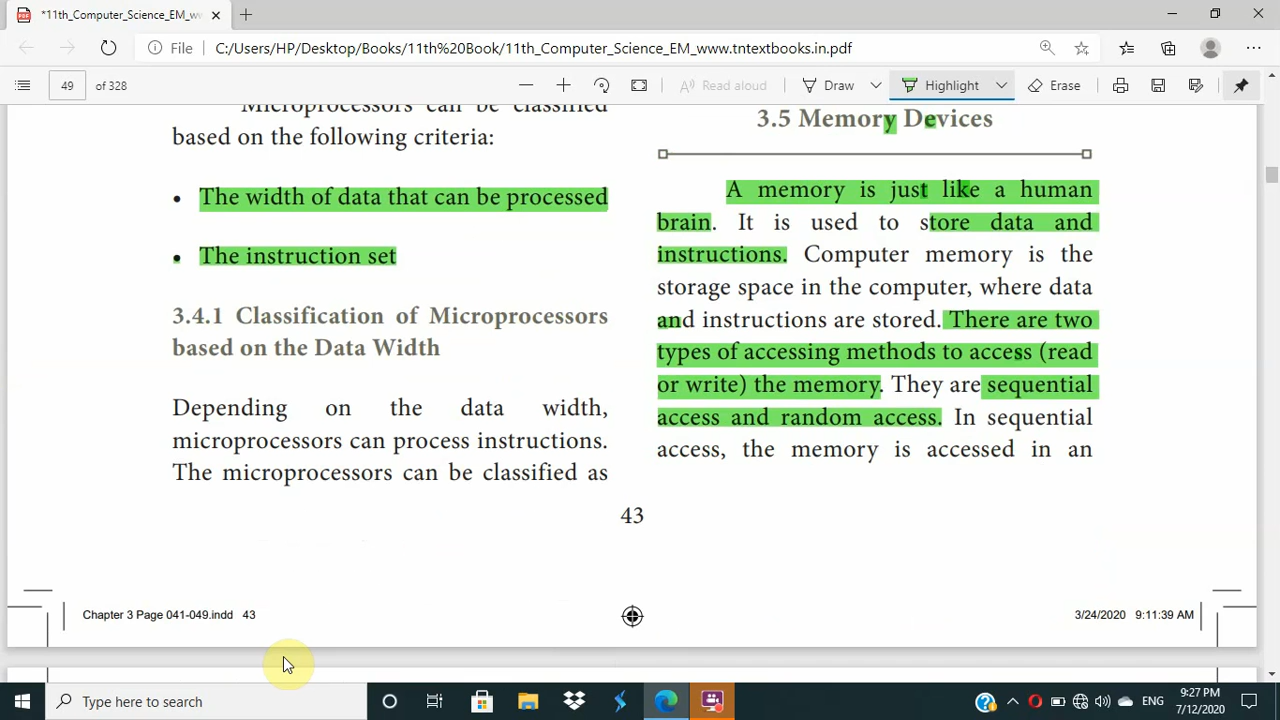 *11th_Computer_Science_EM_ww
File
C:/Users/HP/Desktop/Books/11th%20Book/11th_Computer_Science_EM_www.tntextbooks.in.pdf
49 of 328
Read aloud
Draw
Highlight
Erase
Microprocessors can be classified
based on the following criteria:
• The width of data that can be processed
• The instruction set
3.4.1 Classification of Microprocessors
based on the Data Width
Depending on the data width,
microprocessors can process instructions.
The microprocessors can be classified as
3.5 Memory Devices
A memory is just like a human
brain. It is used to store data and
instructions. Computer memory is the
storage space in the computer, where data
and instructions are stored. There are two
types of accessing methods to access (read
or write) the memory. They are sequential
access and random access. In sequential
access, the memory is accessed in an
43
Chapter 3 Page 041-049.indd 43
3/24/2020 9:11:39 AM
Type here to search
ENG
9:27 PM
7/12/2020